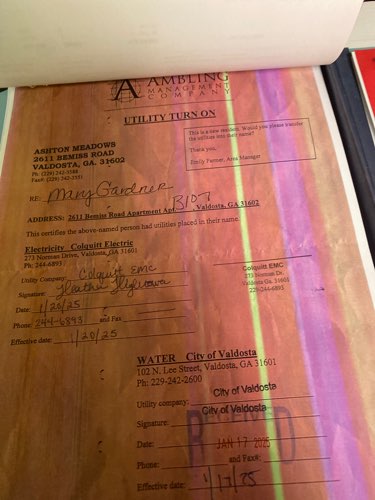 AMBLING
MANAGEMENT
COMPANY
UTILITY TURN ON
ASHTON MEADOWS
2611 BEMISS ROAD
VALDOSTA, GA. 31602
This is a new resident. Would you please transfer
the utilities into their name?
Thank you,
Emily Farmer, Area Manager
RE: Mary Gardner
ADDRESS: 2611 Bemiss Road Apartment Apt. B107, Valdosta, GA 31602
This certifies the above-named person had utilities placed in their name.
Electricity Colquitt Electric
273 Norman Drive, Valdosta, GA 31601
Ph: 244-6893
Utility Company: Colquitt EMC
Signature: Heather
Date: 1/20/25
Phone: 244-6893 and Fax
Effective date: 1/20/25
Colquitt EMC
273 Norman Dr.
Valdosta Ga 31601
229-244-6893
WATER City of Valdosta
102 N. Lee Street, Valdosta, GA 31601
Ph: 229-242-2600
Utility company: City of Valdosta
Signature: City of Valdosta
Date: JAN 17 2025
Phone: and Fax#:
Effective date: 1/17/25